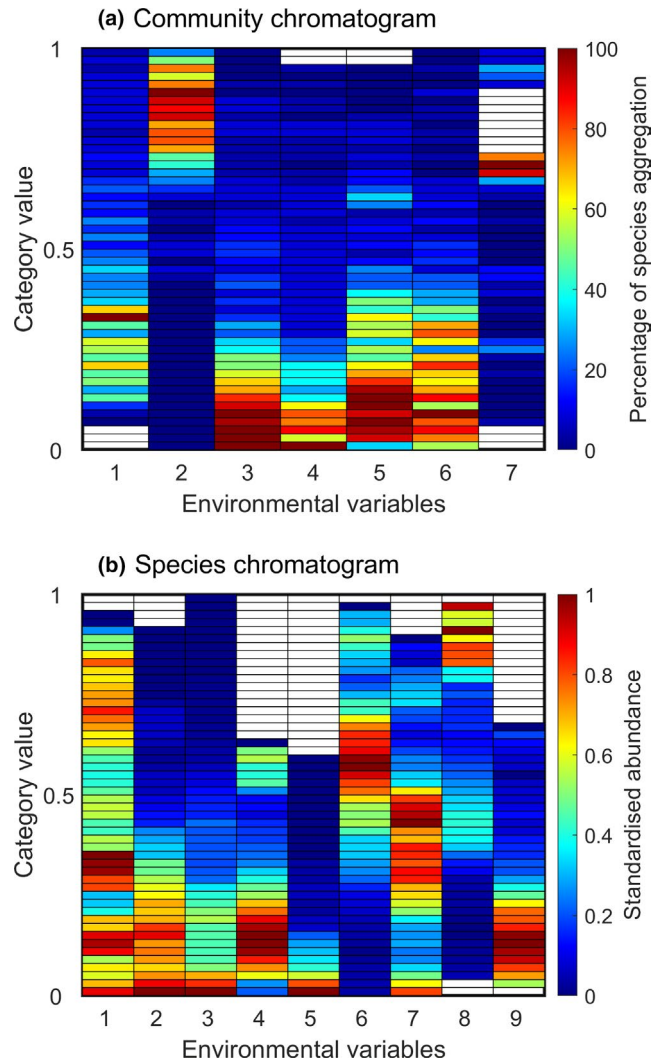 (a) Community chromatogram
1
0.5
0
Category value
1 2 3 4 5 6 7
Environmental variables
100
80
60
40
20
0
Percentage of species aggregation
(b) Species chromatogram
1
0.5
0
Category value
1 2 3 4 5 6 7 8 9
Environmental variables
1
0.8
0.6
0.4
0.2
0
Standardised abundance